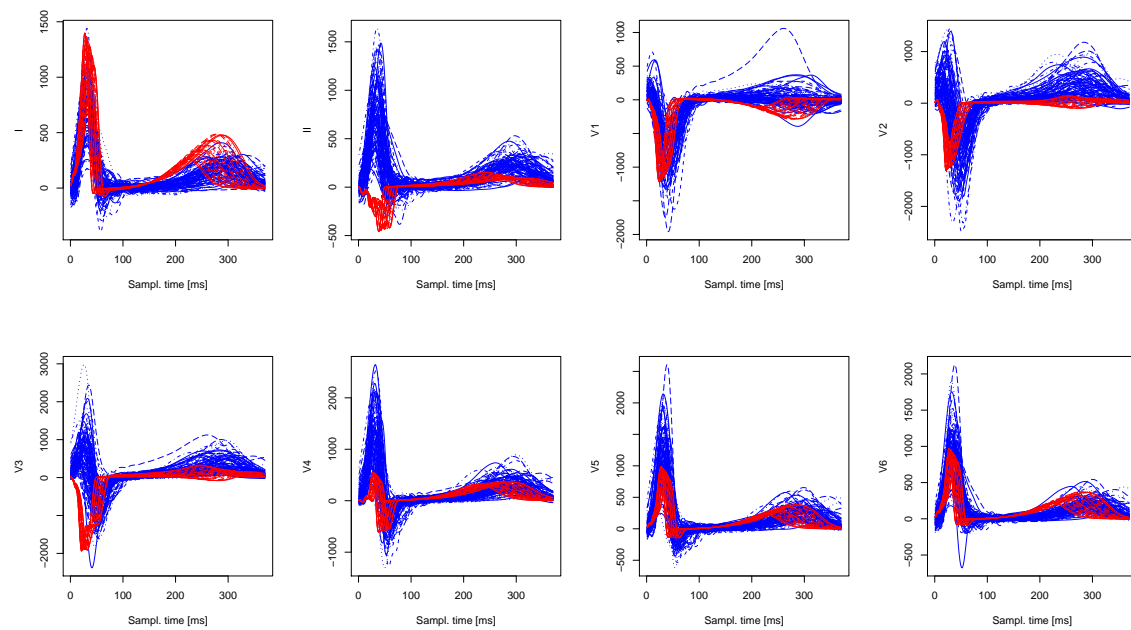 I
−0 500 1000 1500
0 100 200 300
Sampl. time [ms]
II
−500 0 500 1000 1500
0 100 200 300
Sampl. time [ms]
V1
−2000 −1000 −500 0 500 1000
0 100 200 300
Sampl. time [ms]
V2
−2000 −1000 0 1000
0 100 200 300
Sampl. time [ms]
V3
−2000 0 1000 2000 3000
0 100 200 300
Sampl. time [ms]
V4
−1000 0 1000 2000
0 100 200 300
Sampl. time [ms]
V5
−500 0 500 1000 2000
0 100 200 300
Sampl. time [ms]
V6
−500 0 500 1000 1500 2000
0 100 200 300
Sampl. time [ms]